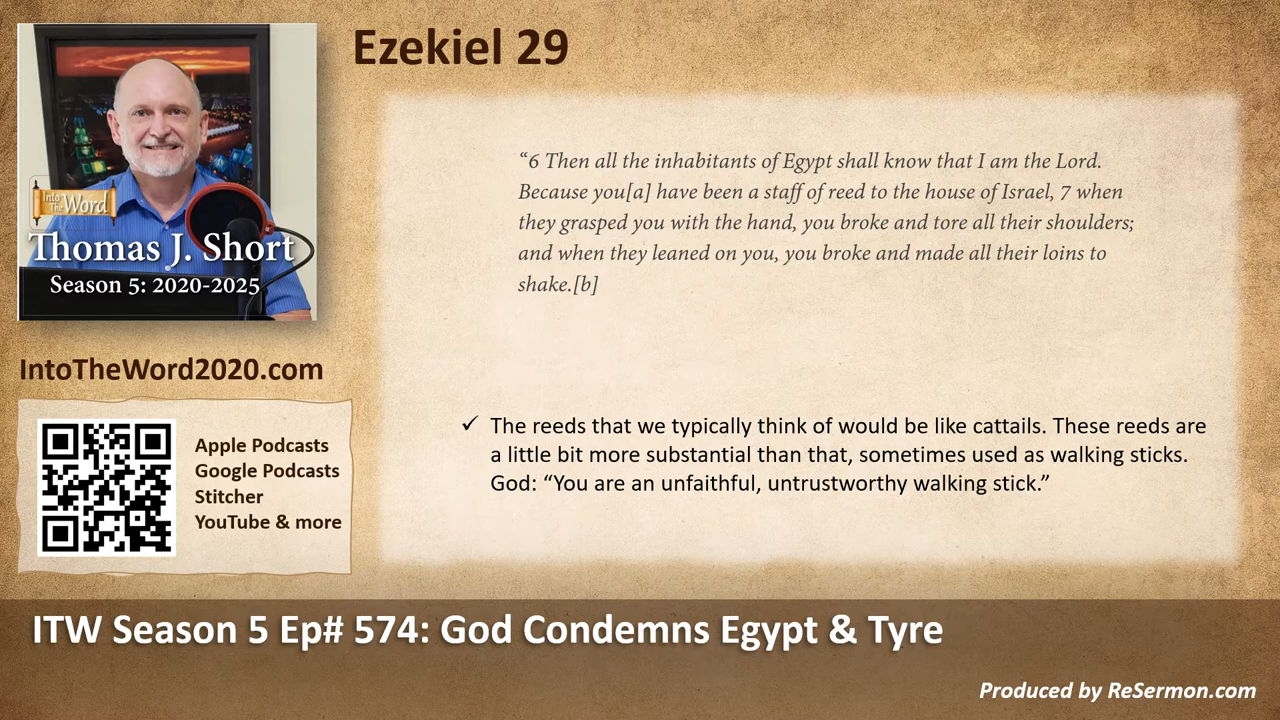 Ezekiel 29
“6 Then all the inhabitants of Egypt shall know that I am the Lord.
Because you[a] have been a staff of reed to the house of Israel, 7 when
they grasped you with the hand, you broke and tore all their shoulders;
and when they leaned on you, you broke and made all their loins to
shake.[b]
✓ The reeds that we typically think of would be like cattails. These reeds are
a little bit more substantial than that, sometimes used as walking sticks.
God: “You are an unfaithful, untrustworthy walking stick.”
Into
The Word
Thomas J. Short
Season 5: 2020-2025
IntoTheWord2020.com
Apple Podcasts
Google Podcasts
Stitcher
YouTube & more
ITW Season 5 Ep# 574: God Condemns Egypt & Tyre
Produced by ReSermon.com